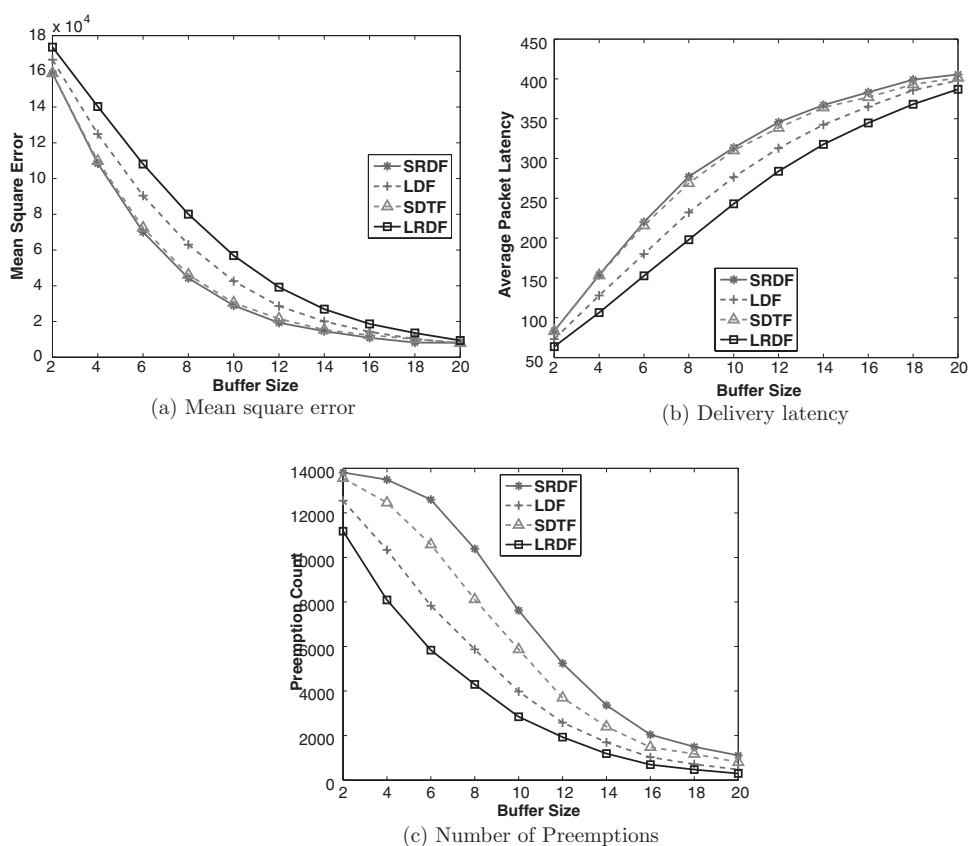 x 10^4
18
16
14
12
10
8
6
4
2
0
Mean Square Error
SRDF
LDF
SDTF
LRDF
2 4 6 8 10 12 14 16 18 20
Buffer Size
(a) Mean square error
450
400
350
300
250
200
150
100
50
Average Packet Latency
SRDF
LDF
SDTF
LRDF
2 4 6 8 10 12 14 16 18 20
Buffer Size
(b) Delivery latency
14000
12000
10000
8000
6000
4000
2000
0
Preemption Count
SRDF
LDF
SDTF
LRDF
2 4 6 8 10 12 14 16 18 20
Buffer Size
(c) Number of Preemptions